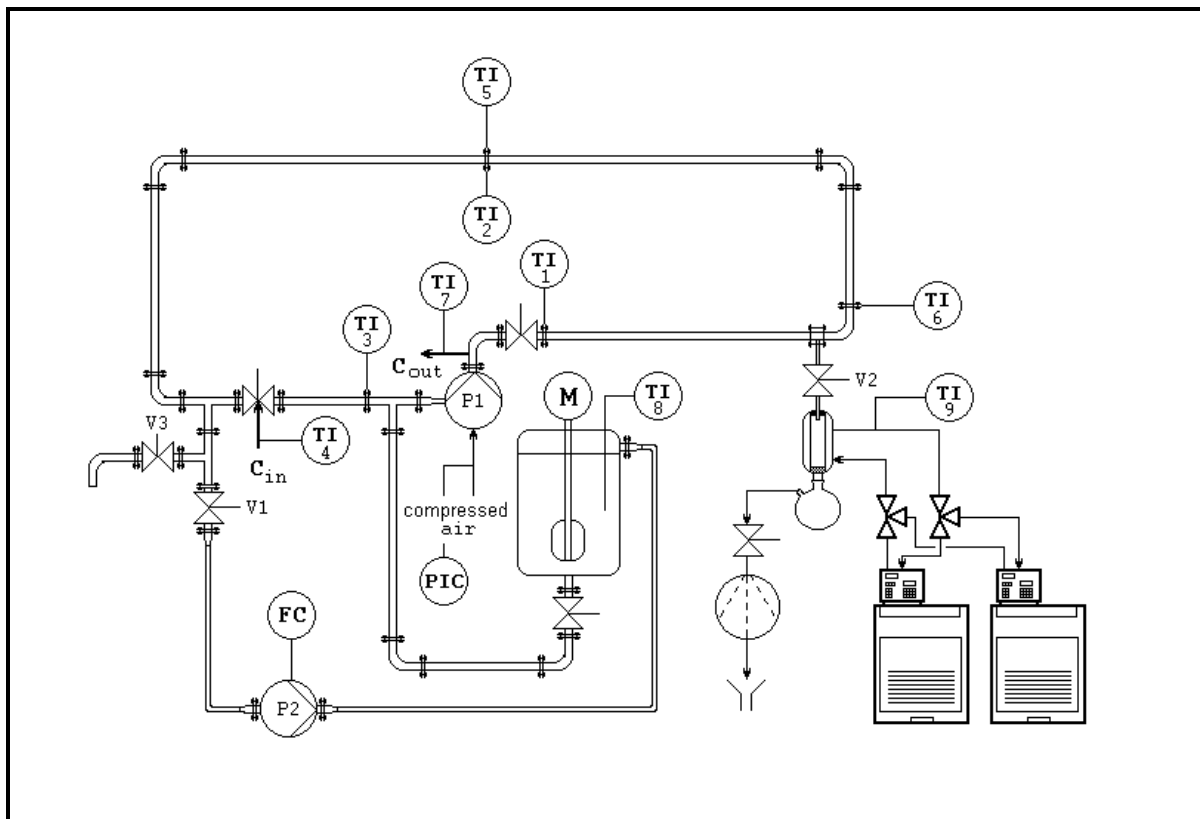 TI
5
TI
2
TI
1
TI
7
TI
6
TI
3
Cout
P1
M
TI
8
V2
TI
9
V3
TI
4
Cin
V1
compressed
air
PIC
FC
P2